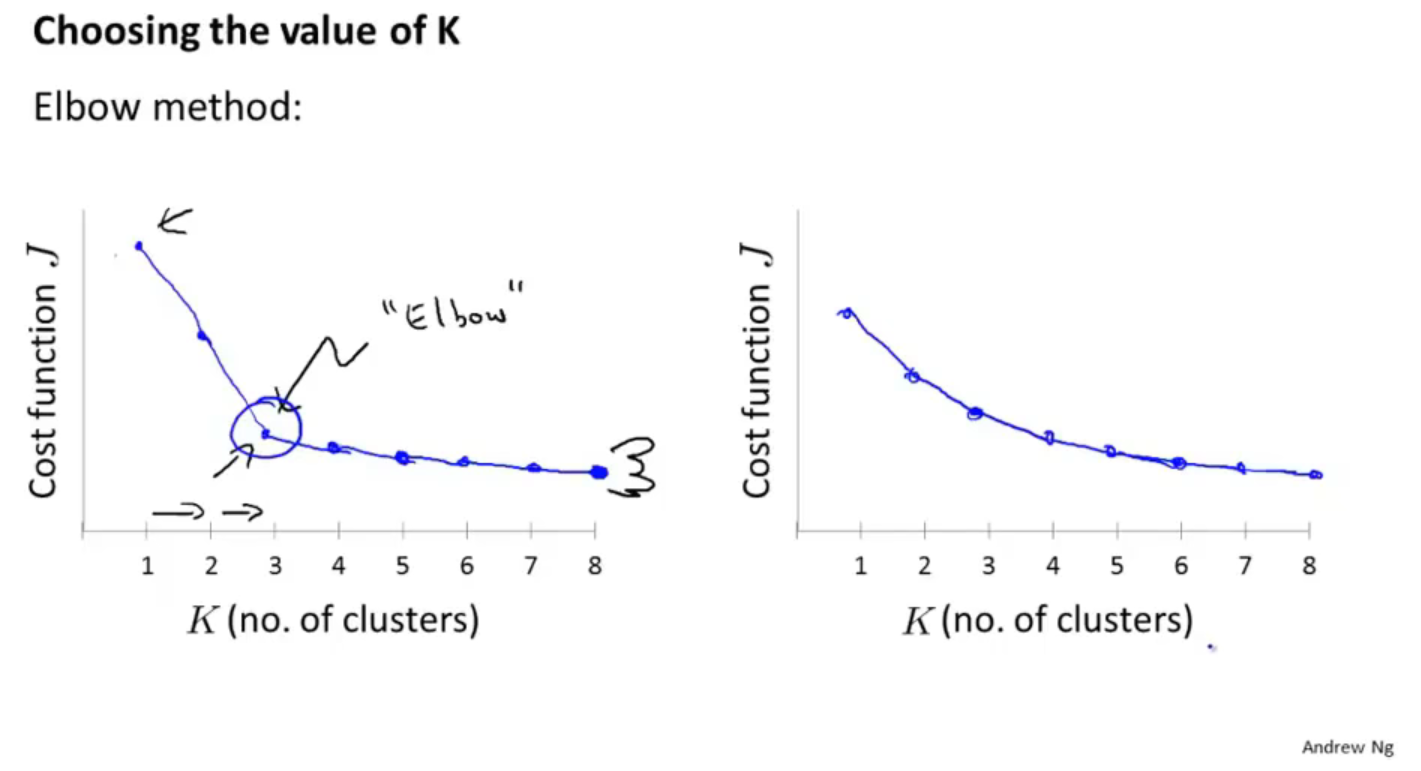 Choosing the value of K
Elbow method:
"Elbow"
Cost function J
1 2 3 4 5 6 7 8
K (no. of clusters)
Cost function J
1 2 3 4 5 6 7 8
K (no. of clusters)
Andrew Ng